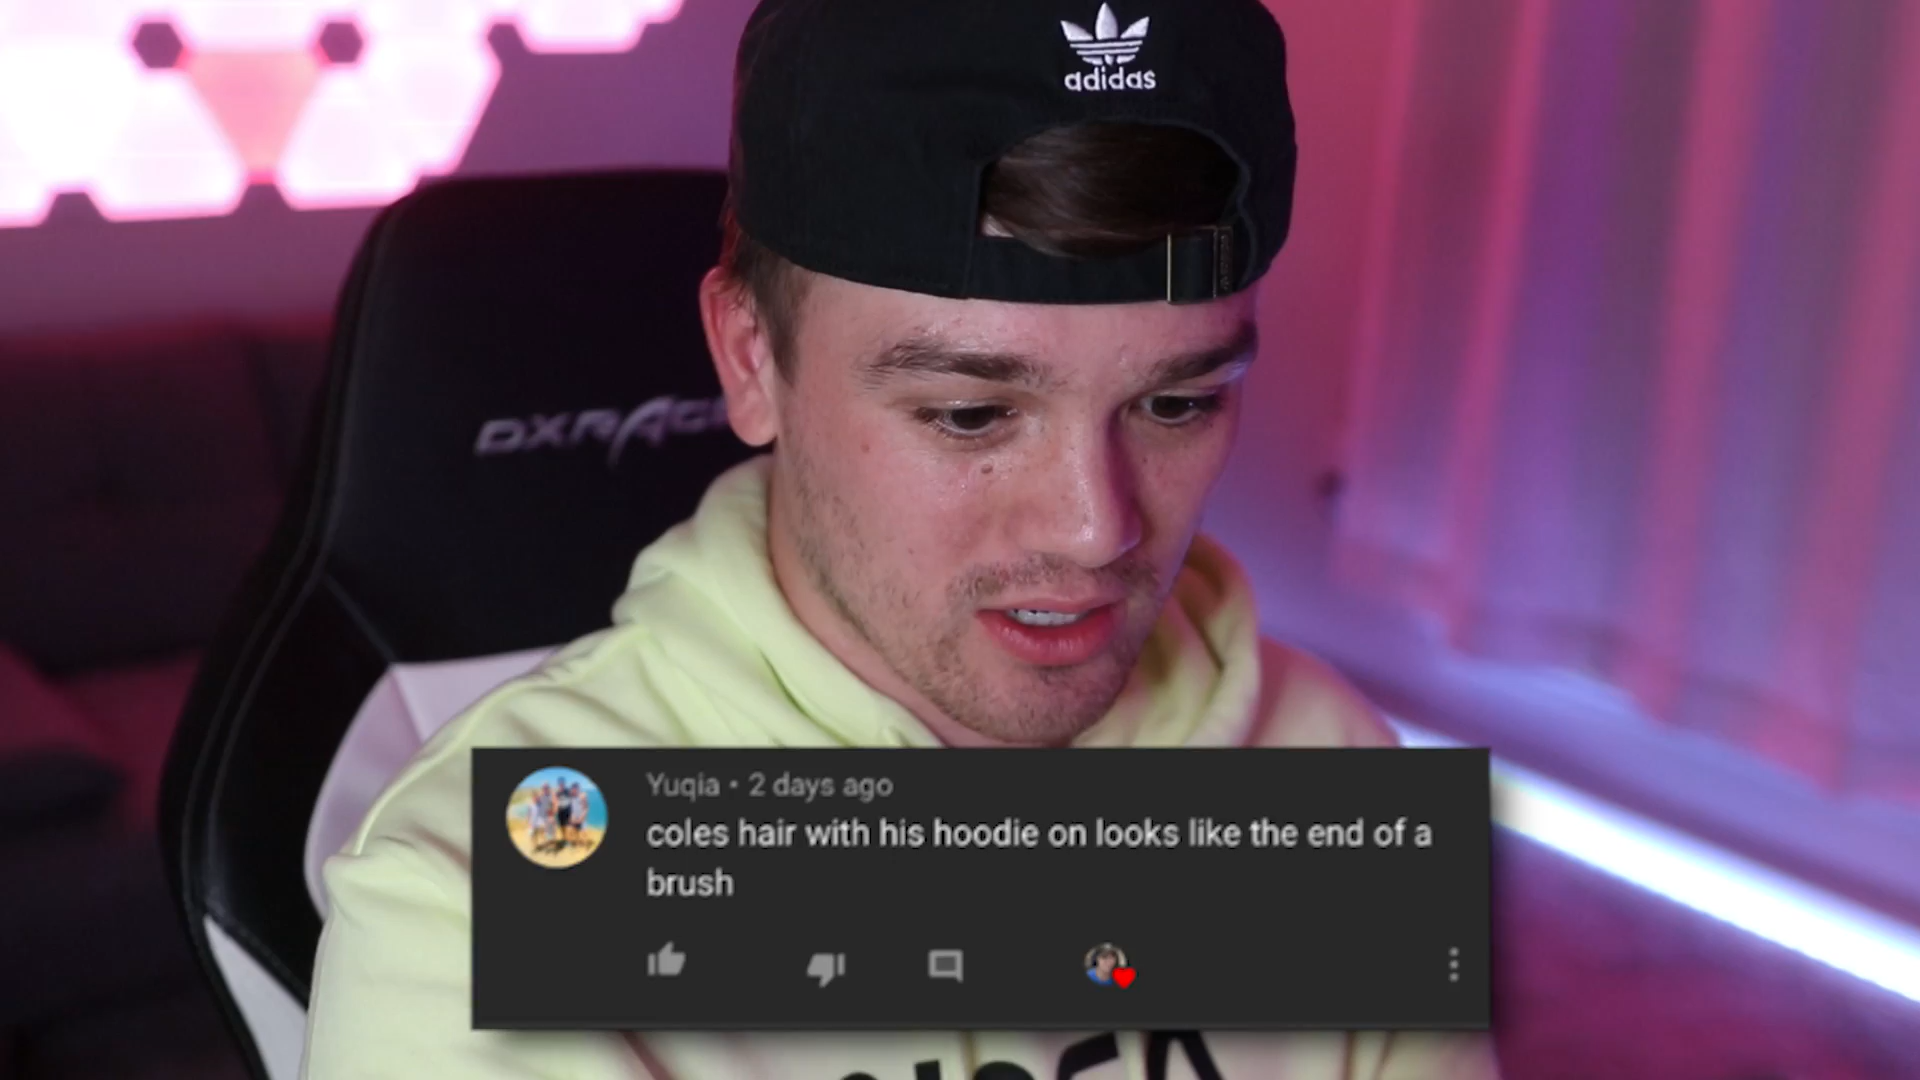 adidas
DXRACE
Yuqia • 2 days ago
coles hair with his hoodie on looks like the end of a
brush